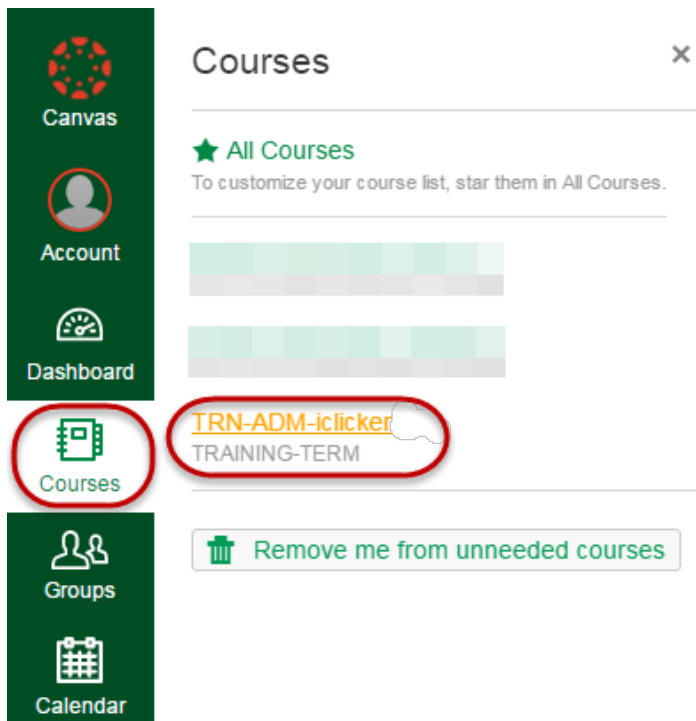 Canvas
Account
Dashboard
Courses
Groups
Calendar
Courses
×
All Courses
To customize your course list, star them in All Courses.
TRN-ADM-iclicker
TRAINING-TERM
Remove me from unneeded courses